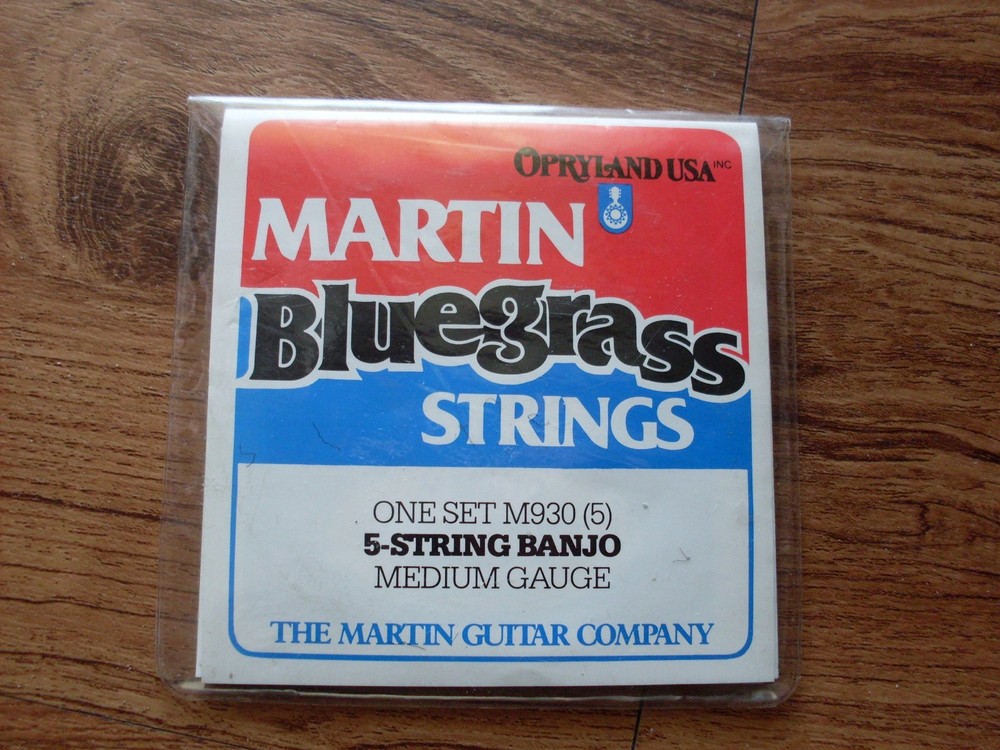 OPRYLAND USA INC
MARTIN
Bluegrass
STRINGS
ONE SET M930 (5)
5-STRING BANJO
MEDIUM GAUGE
THE MARTIN GUITAR COMPANY